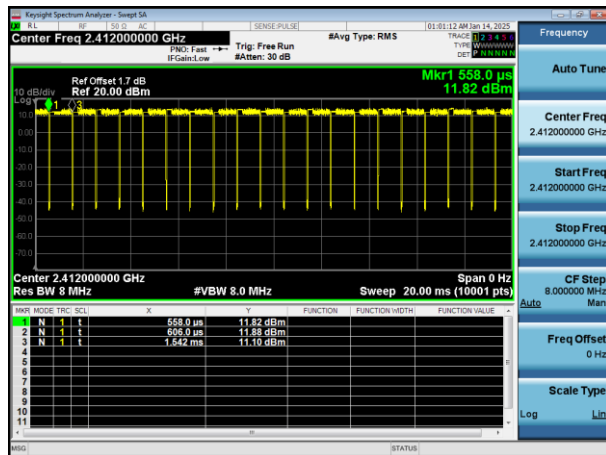 Keysight Spectrum Analyzer - Swept SA
RL RF 50 Ω AC SENSE:PULSE 01:01:12 AM Jan 14, 2025
Center Freq 2.412000000 GHz #Avg Type: RMS TRACE 1 2 3 4 5 6
PNO: Fast Trig: Free Run TYPE WWWWWW
IFGain:Low #Atten: 30 dB DET P NNNNN
Ref Offset 1.7 dB Mkr1 558.0 µs
10 dB/div Ref 20.00 dBm 11.82 dBm
Log
1 3
10.0
0.00
-10.0
-20.0
-30.0
-40.0
-50.0
-60.0
-70.0
Center 2.412000000 GHz Span 0 Hz
Res BW 8 MHz #VBW 8.0 MHz Sweep 20.00 ms (10001 pts)
MKR MODE TRC SCL X Y FUNCTION FUNCTION WIDTH FUNCTION VALUE
1 N 1 t 558.0 µs 11.82 dBm
2 N 1 t 606.0 µs 11.88 dBm
3 N 1 t 1.542 ms 11.10 dBm
4
5
6
7
8
9
10
11
MSG STATUS
Frequency
Auto Tune
Center Freq
2.412000000 GHz
Start Freq
2.412000000 GHz
Stop Freq
2.412000000 GHz
CF Step
8.000000 MHz
Auto Man
Freq Offset
0 Hz
Scale Type
Log Lin